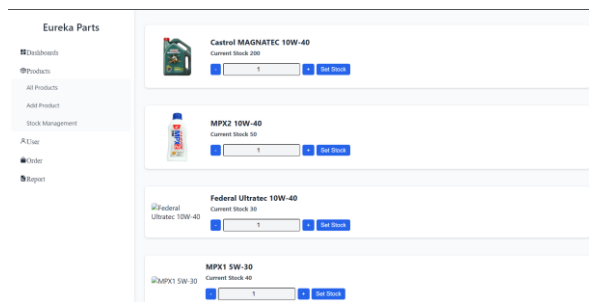 Eureka Parts
Dashboards
Products
All Products
Add Product
Stock Management
User
Order
Report
Castrol MAGNATEC 10W-40
Current Stock 200
- 1 + Set Stock
MPX2 10W-40
Current Stock 50
- 1 + Set Stock
Federal Ultratec 10W-40
Federal Ultratec 10W-40
Current Stock 30
- 1 + Set Stock
MPX1 5W-30
MPX1 5W-30
Current Stock 40
- 1 + Set Stock